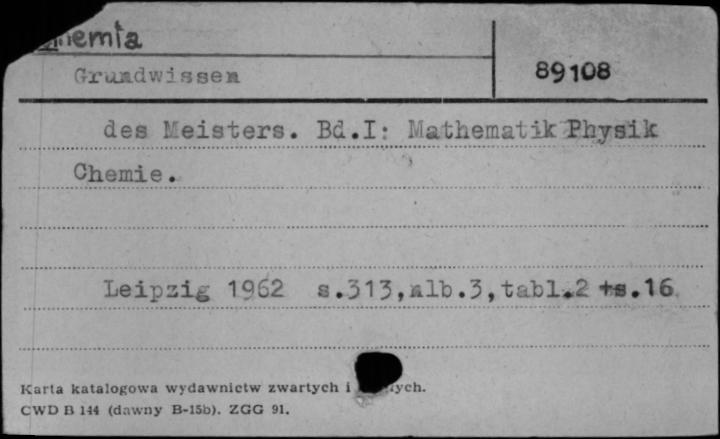 Grundwissen
89108
des Meisters. Bd.I: Mathematik Physik
Chemie.
Leipzig 1962 s.313, alb.3, tabl.2 +s.16.
Karta katalogowa wydawnictw zwartych i
CWD B 144 (dawny B-15b). ZGG 91.